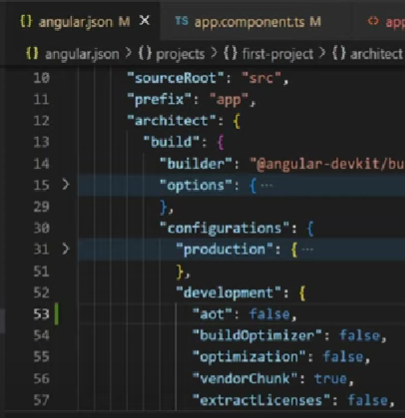 {} angular.json M × TS app.component.ts M <> app
{} angular.json > {} projects > {} first-project > {} architect
10 "sourceRoot": "src",
11 "prefix": "app",
12 "architect": {
13 "build": {
14 "builder": "@angular-devkit/bu
15 > "options": { ···
29 },
30 "configurations": {
31 > "production": { ···
51 },
52 "development": {
53 "aot": false,
54 "buildOptimizer": false,
55 "optimization": false,
56 "vendorChunk": true,
57 "extractLicenses": false,